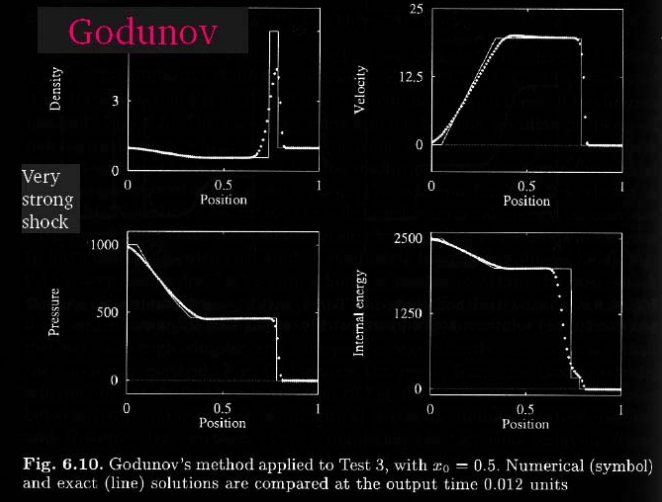 Godunov
Density
3
0
0
0.5
1
Position
Velocity
25
12.5
0
0
0.5
1
Position
Very
strong
shock
Pressure
1000
500
0
0
0.5
1
Position
Internal energy
2500
1250
0
0
0.5
1
Position
Fig. 6.10. Godunov's method applied to Test 3, with x₀ = 0.5. Numerical (symbol)
and exact (line) solutions are compared at the output time 0.012 units